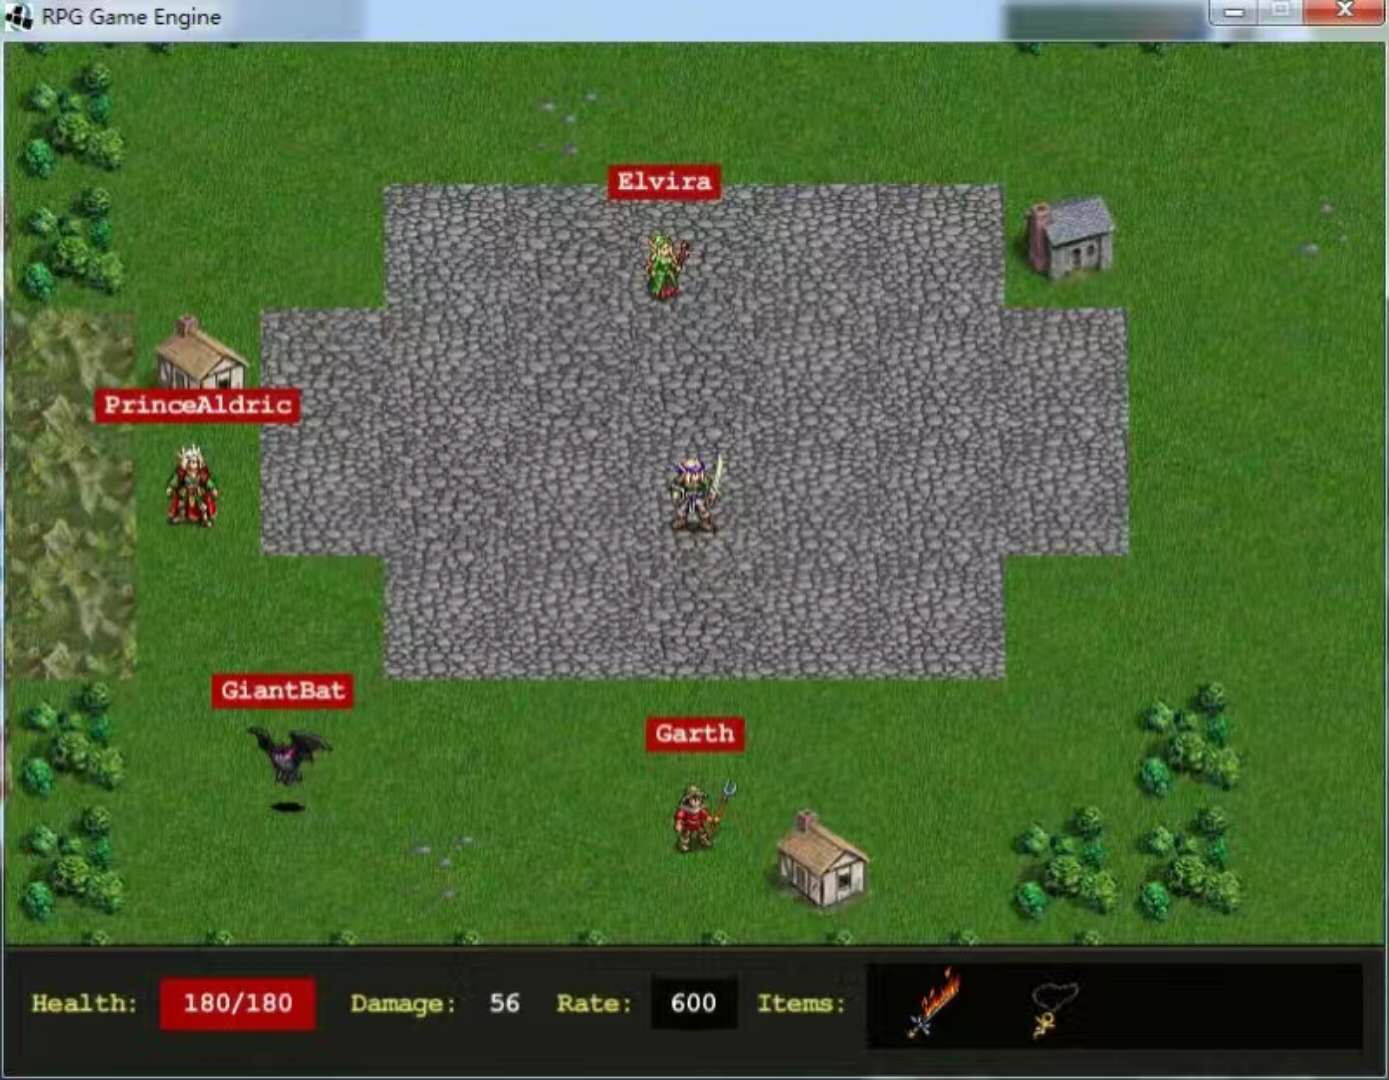 RPG Game Engine
Elvira
PrinceAldric
GiantBat
Garth
Health: 180/180 Damage: 56 Rate: 600 Items: